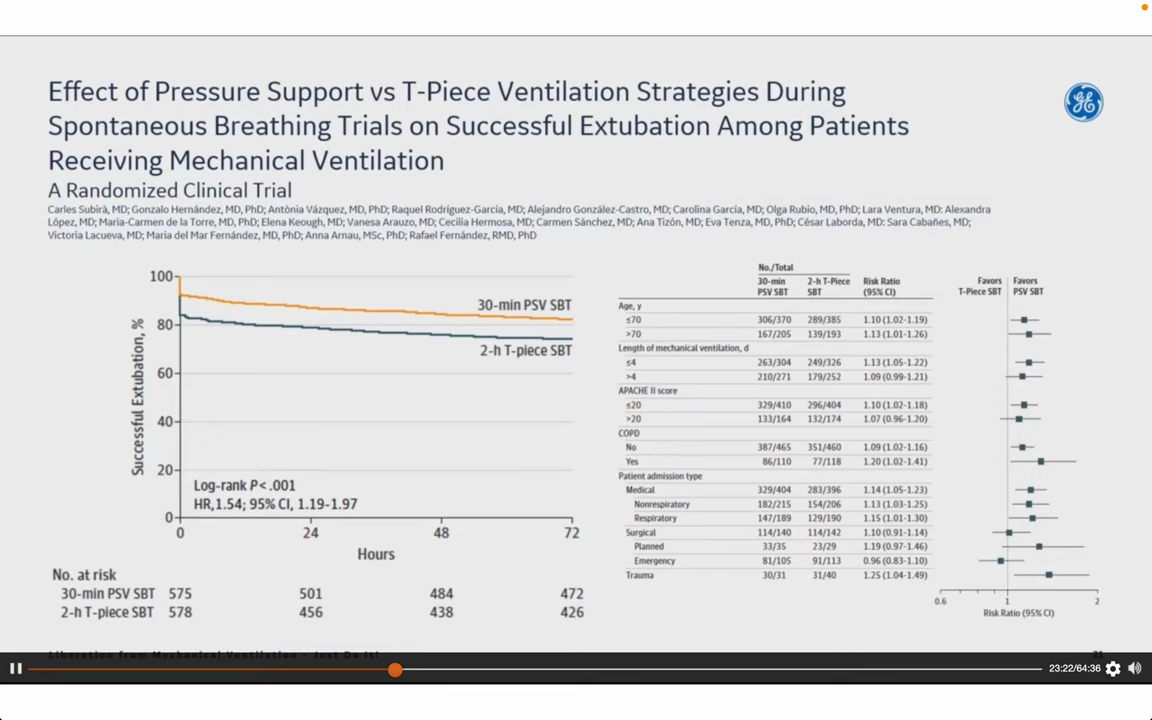 Effect of Pressure Support vs T-Piece Ventilation Strategies During
Spontaneous Breathing Trials on Successful Extubation Among Patients
Receiving Mechanical Ventilation
A Randomized Clinical Trial
Carles Subirà, MD; Gonzalo Hernández, MD, PhD; Antònia Vázquez, MD, PhD; Raquel Rodríguez-García, MD; Alejandro González-Castro, MD; Carolina García, MD; Olga Rubio, MD, PhD; Lara Ventura, MD: Alexandra
López, MD; Maria-Carmen de la Torre, MD, PhD; Elena Keough, MD; Vanesa Arauzo, MD; Cecilia Hermosa, MD; Carmen Sánchez, MD; Ana Tizón, MD; Eva Tenza, MD, PhD; César Laborda, MD: Sara Cabañes, MD;
Victoria Lacueva, MD; Maria del Mar Fernández, MD, PhD; Anna Arnau, MSc, PhD; Rafael Fernández, RMD, PhD
Successful Extubation, %
100
80
60
40
20
0
30-min PSV SBT
2-h T-piece SBT
Log-rank P< .001
HR,1.54; 95% CI, 1.19-1.97
0 24 48 72
Hours
No. at risk
30-min PSV SBT 575 501 484 472
2-h T-piece SBT 578 456 438 426
No./Total
30-min PSV SBT 2-h T-Piece SBT Risk Ratio (95% CI) Favors T-Piece SBT Favors PSV SBT
Age, y
≤70 306/370 289/385 1.10 (1.02-1.19)
>70 167/205 139/193 1.13 (1.01-1.26)
Length of mechanical ventilation, d
≤4 263/304 249/326 1.13 (1.05-1.22)
>4 210/271 179/252 1.09 (0.99-1.21)
APACHE II score
≤20 329/410 296/404 1.10 (1.02-1.18)
>20 133/164 132/174 1.07 (0.96-1.20)
COPD
No 387/465 351/460 1.09 (1.02-1.16)
Yes 86/110 77/118 1.20 (1.02-1.41)
Patient admission type
Medical 329/404 283/396 1.14 (1.05-1.23)
Nonrespiratory 182/215 154/206 1.13 (1.03-1.25)
Respiratory 147/189 129/190 1.15 (1.01-1.30)
Surgical 114/140 114/142 1.10 (0.91-1.14)
Planned 33/35 23/29 1.19 (0.97-1.46)
Emergency 81/105 91/113 0.96 (0.83-1.10)
Trauma 30/31 31/40 1.25 (1.04-1.49)
0.6 1 2
Risk Ratio (95% CI)
Liberation from Mechanical Ventilation – Just Do It!
23:22/64:36